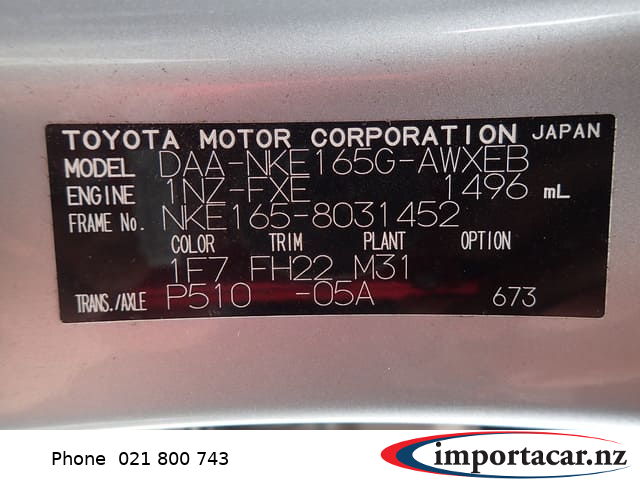 TOYOTA MOTOR CORPORATION JAPAN
MODEL DAA-NKE165G-AWXEB
ENGINE 1NZ-FXE 1496 mL
FRAME No. NKE165-8031452
COLOR TRIM PLANT OPTION
1F7 FH22 M31
TRANS./AXLE P510 -05A 673
Phone 021 800 743
importacar.nz